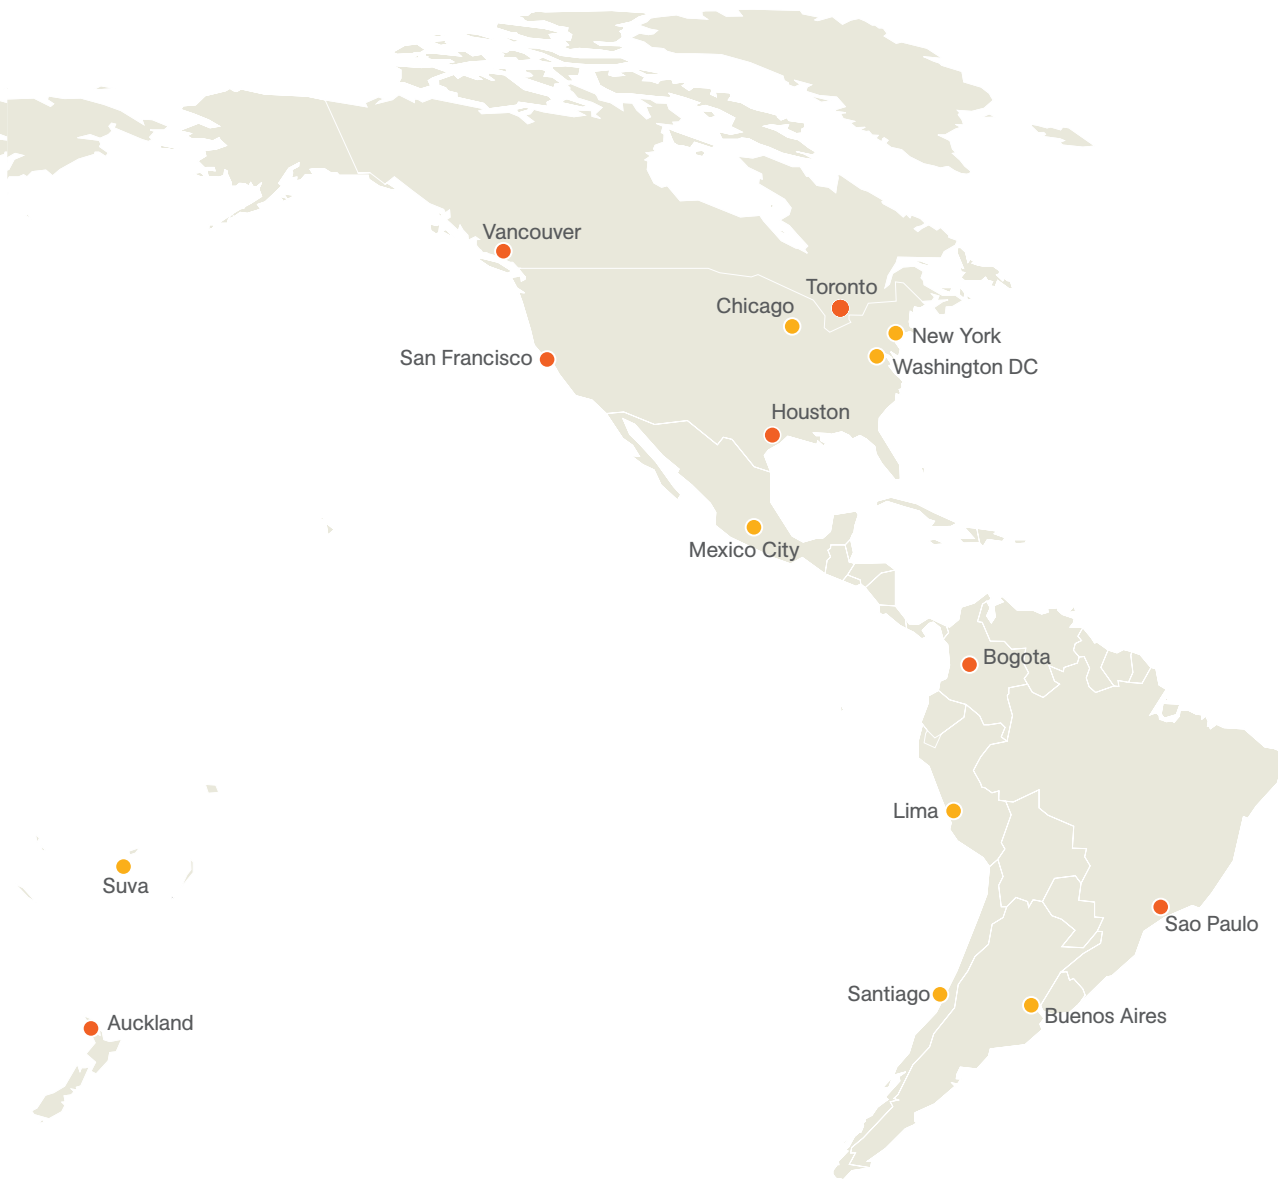 Vancouver
Toronto
Chicago
New York
San Francisco
Washington DC
Houston
Mexico City
Bogota
Lima
Suva
Sao Paulo
Santiago
Buenos Aires
Auckland